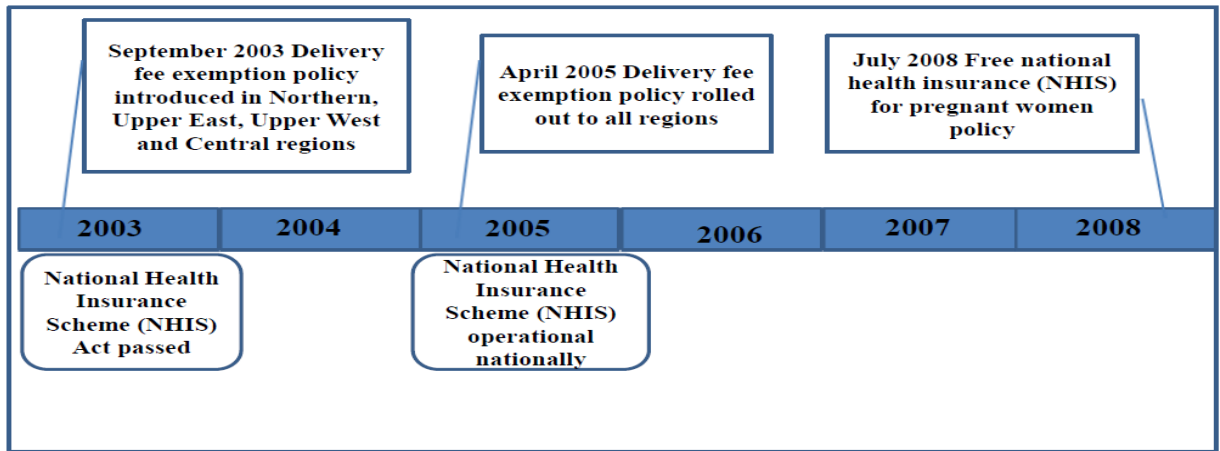 September 2003 Delivery
fee exemption policy
introduced in Northern,
Upper East, Upper West
and Central regions
April 2005 Delivery fee
exemption policy rolled
out to all regions
July 2008 Free national
health insurance (NHIS)
for pregnant women
policy
2003
2004
2005
2006
2007
2008
National Health
Insurance
Scheme (NHIS)
Act passed
National Health
Insurance
Scheme (NHIS)
operational
nationally